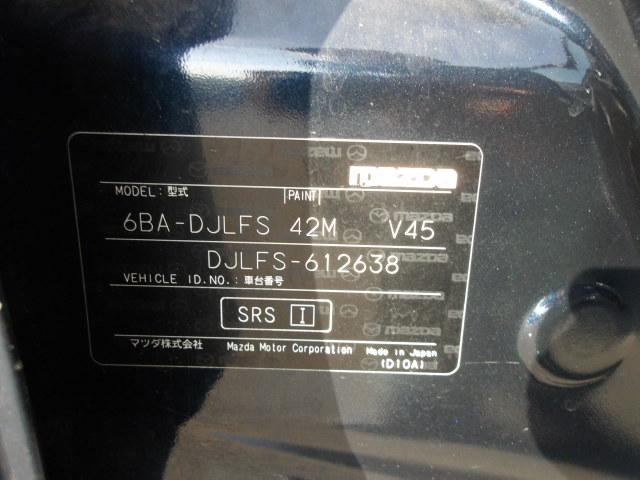 mazda
MODEL: 型式 PAINT
6BA-DJLFS 42M V45
DJLFS-612638
VEHICLE ID.NO.: 車台番号
SRS I
マツダ株式会社 Mazda Motor Corporation Made in Japan
(D10A)